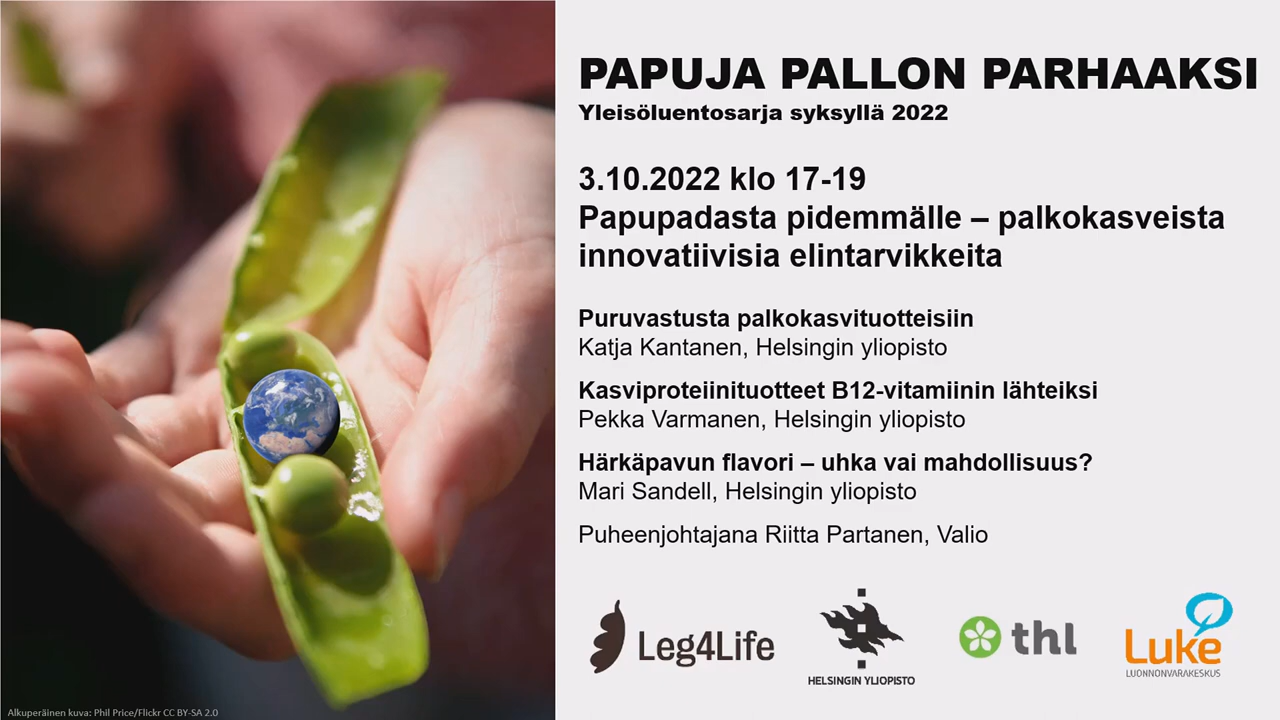 PAPUJA PALLON PARHAAKSI
Yleisöluentosarja syksyllä 2022
3.10.2022 klo 17-19
Papupadasta pidemmälle – palkokasveista
innovatiivisia elintarvikkeita
Puruvastusta palkokasvituotteisiin
Katja Kantanen, Helsingin yliopisto
Kasviproteiinituotteet B12-vitamiinin lähteiksi
Pekka Varmanen, Helsingin yliopisto
Härkäpavun flavori – uhka vai mahdollisuus?
Mari Sandell, Helsingin yliopisto
Puheenjohtajana Riitta Partanen, Valio
Leg4Life
HELSINGIN YLIOPISTO
thl
Luke
LUONNONVARAKESKUS
Alkuperäinen kuva: Phil Price/Flickr CC BY-SA 2.0